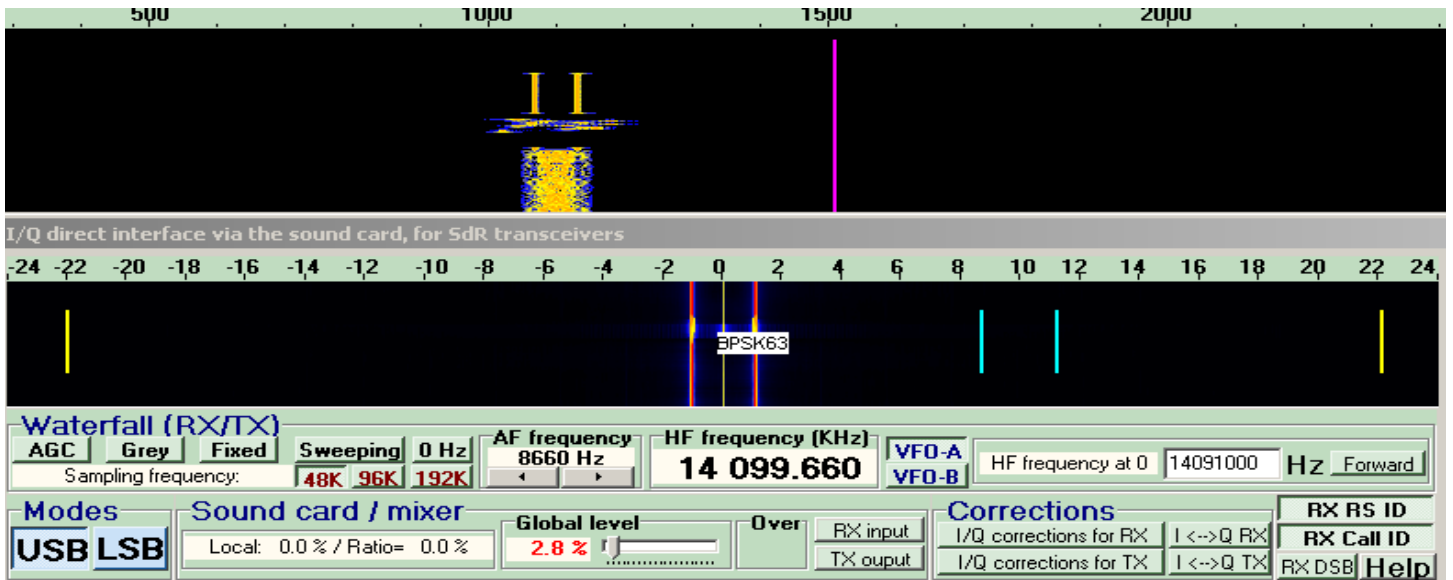 500 1000 1500 2000
I/Q direct interface via the sound card, for SdR transceivers
-24 -22 -20 -18 -16 -14 -12 -10 -8 -6 -4 -2 0 2 4 6 8 10 12 14 16 18 20 22 24
BPSK63
Waterfall (RX/TX)
AGC Grey Fixed Sweeping 0 Hz
Sampling frequency: 48K 96K 192K
AF frequency
8660 Hz
HF frequency (KHz)
14 099.660
VFO-A
VFO-B
HF frequency at 0 14091000 Hz Forward
Modes
USB LSB
Sound card / mixer
Local: 0.0 % / Ratio= 0.0 %
Global level
2.8 %
Over
RX input
TX ouput
Corrections
I/Q corrections for RX I <-->Q RX
I/Q corrections for TX I <-->Q TX
RX RS ID
RX Call ID
RX DSB Help